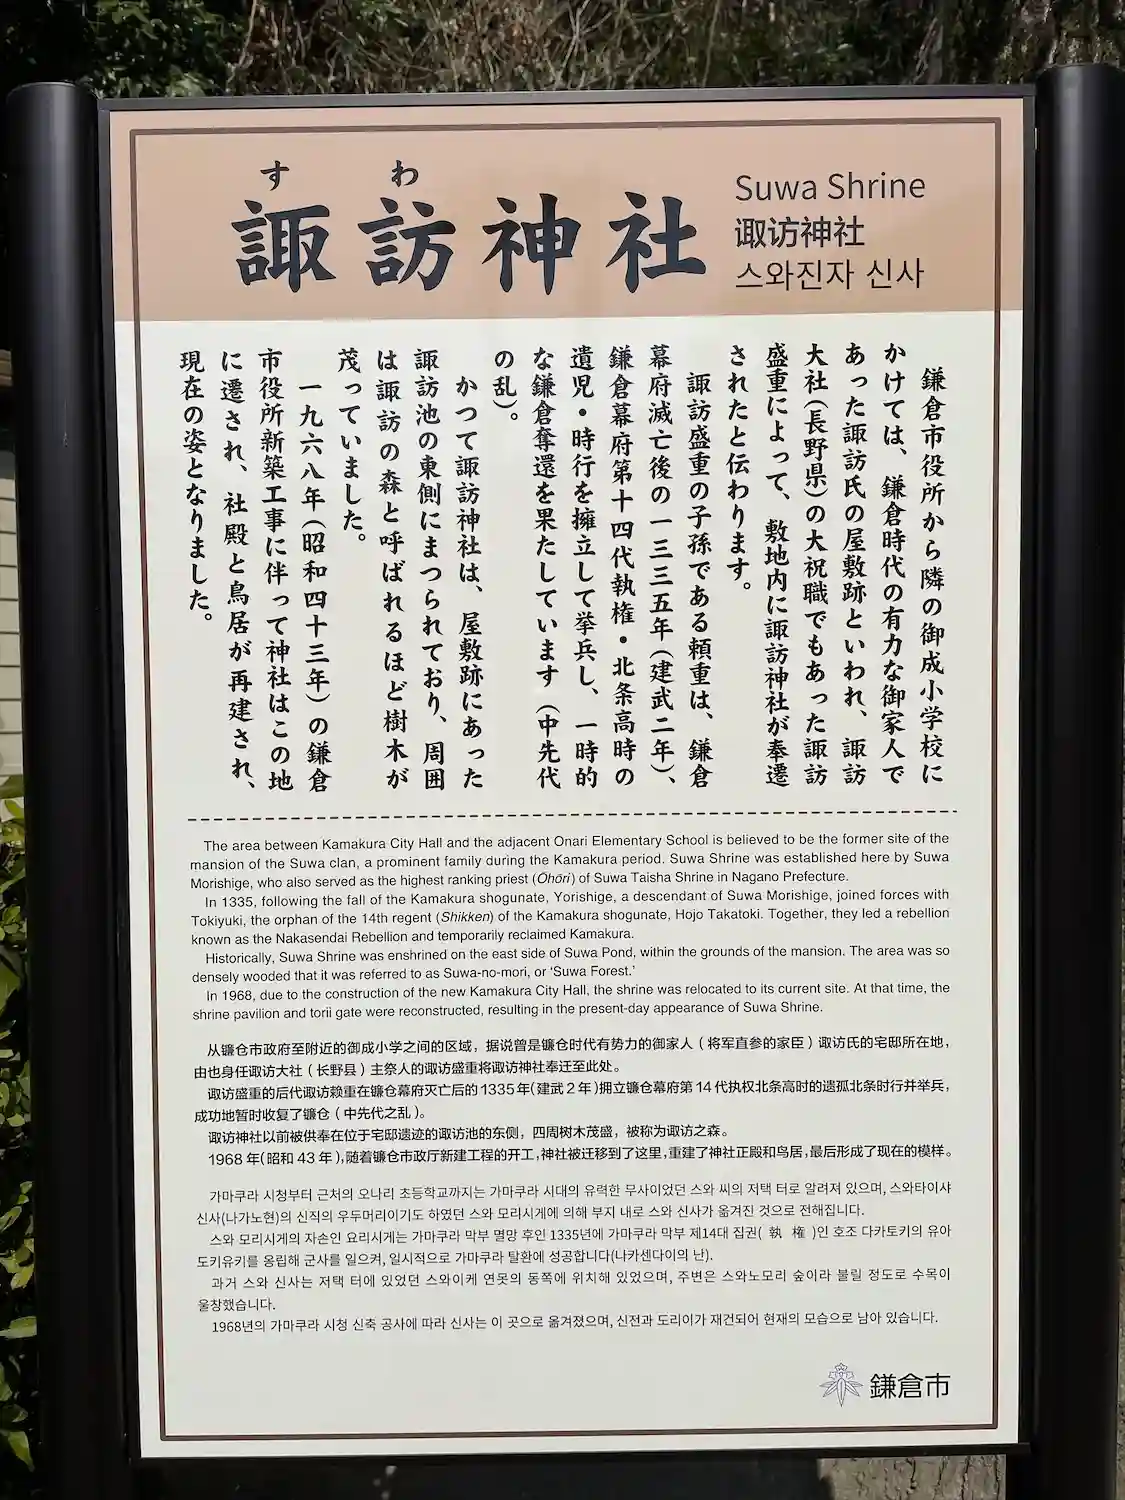 すわ
諏訪神社
Suwa Shrine
诹访神社
스와진자 신사
鎌倉市役所から隣の御成小学校に
かけては、鎌倉時代の有力な御家人で
あった諏訪氏の屋敷跡といわれ、諏訪
大社(長野県)の大祝職でもあった諏訪
盛重によって、敷地内に諏訪神社が奉遷
されたと伝わります。
諏訪盛重の子孫である頼重は、鎌倉
幕府滅亡後の一三三五年(建武二年)、
鎌倉幕府第十四代執権・北条高時の
遺児・時行を擁立して挙兵し、一時的
な鎌倉奪還を果たしています(中先代
の乱)。
かつて諏訪神社は、屋敷跡にあった
諏訪池の東側にまつられており、周囲
は諏訪の森と呼ばれるほど樹木が
茂っていました。
一九六八年(昭和四十三年)の鎌倉
市役所新築工事に伴って神社はこの地
に遷され、社殿と鳥居が再建され、
現在の姿となりました。
The area between Kamakura City Hall and the adjacent Onari Elementary School is believed to be the former site of the
mansion of the Suwa clan, a prominent family during the Kamakura period. Suwa Shrine was established here by Suwa
Morishige, who also served as the highest ranking priest (Ōhōri) of Suwa Taisha Shrine in Nagano Prefecture.
In 1335, following the fall of the Kamakura shogunate, Yorishige, a descendant of Suwa Morishige, joined forces with
Tokiyuki, the orphan of the 14th regent (Shikken) of the Kamakura shogunate, Hojo Takatoki. Together, they led a rebellion
known as the Nakasendai Rebellion and temporarily reclaimed Kamakura.
Historically, Suwa Shrine was enshrined on the east side of Suwa Pond, within the grounds of the mansion. The area was so
densely wooded that it was referred to as Suwa-no-mori, or ‘Suwa Forest.’
In 1968, due to the construction of the new Kamakura City Hall, the shrine was relocated to its current site. At that time, the
shrine pavilion and torii gate were reconstructed, resulting in the present-day appearance of Suwa Shrine.
从镰仓市政府至附近的御成小学之间的区域，据说曾是镰仓时代有势力的御家人（将军直参的家臣）诹访氏的宅邸所在地，
由也身任诹访大社（长野县）主祭人的诹访盛重将诹访神社奉迁至此处。
诹访盛重的后代诹访赖重在镰仓幕府灭亡后的1335年(建武2年)拥立镰仓幕府第14代执权北条高时的遗孤北条时行并举兵，
成功地暂时收复了镰仓（中先代之乱）。
诹访神社以前被供奉在位于宅邸遗迹的诹访池的东侧，四周树木茂盛，被称为诹访之森。
1968年(昭和43年),随着镰仓市政厅新建工程的开工,神社被迁移到了这里,重建了神社正殿和鸟居,最后形成了现在的模样。
가마쿠라 시청부터 근처의 오나리 초등학교까지는 가마쿠라 시대의 유력한 무사이었던 스와 씨의 저택 터로 알려져 있으며, 스와타이샤
신사(나가노현)의 신직의 우두머리이기도 하였던 스와 모리시게에 의해 부지 내로 스와 신사가 옮겨진 것으로 전해집니다.
스와 모리시게의 자손인 요리시게는 가마쿠라 막부 멸망 후인 1335년에 가마쿠라 막부 제14대 집권( 執 権 )인 호조 다카토키의 유아
도키유키를 옹립해 군사를 일으켜, 일시적으로 가마쿠라 탈환에 성공합니다(나카센다이의 난).
과거 스와 신사는 저택 터에 있었던 스와이케 연못의 동쪽에 위치해 있었으며, 주변은 스와노모리 숲이라 불릴 정도로 수목이
울창했습니다.
1968년의 가마쿠라 시청 신축 공사에 따라 신사는 이 곳으로 옮겨졌으며, 신전과 도리이가 재건되어 현재의 모습으로 남아 있습니다.
鎌倉市